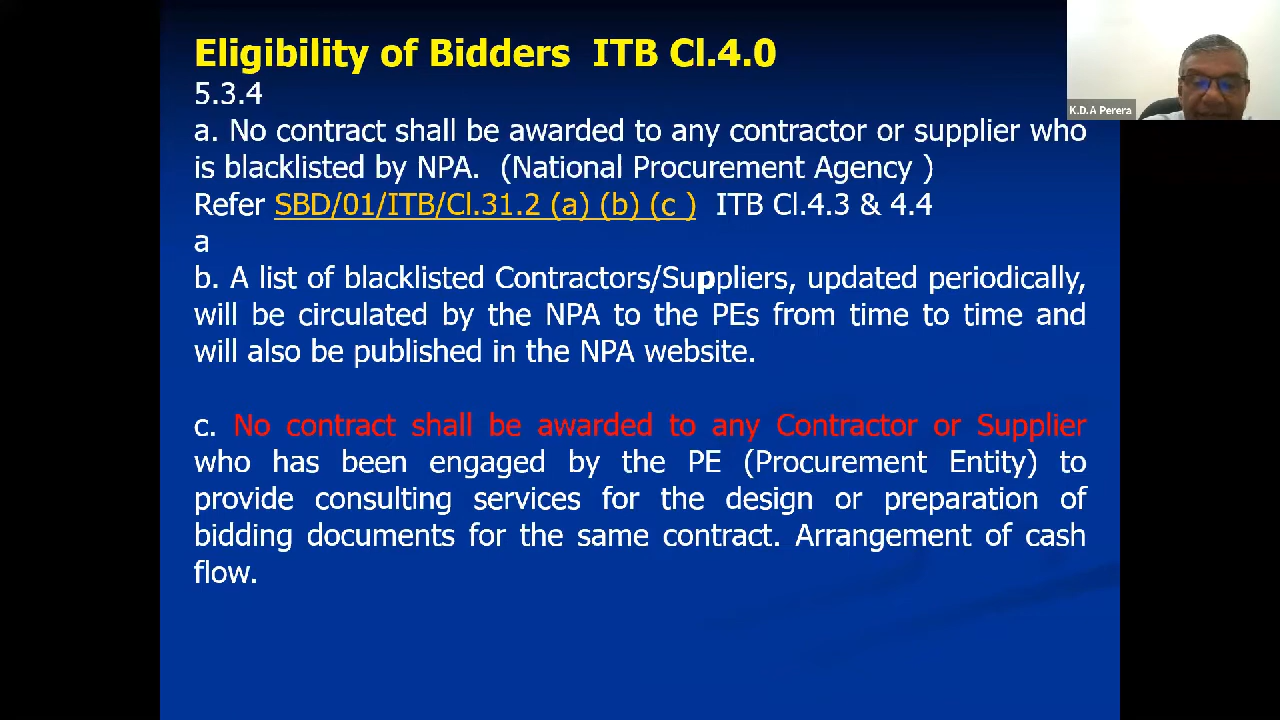 Eligibility of Bidders ITB Cl.4.0
5.3.4
a. No contract shall be awarded to any contractor or supplier who
is blacklisted by NPA. (National Procurement Agency )
Refer SBD/01/ITB/Cl.31.2 (a) (b) (c ) ITB Cl.4.3 & 4.4
a
b. A list of blacklisted Contractors/Suppliers, updated periodically,
will be circulated by the NPA to the PEs from time to time and
will also be published in the NPA website.
c. No contract shall be awarded to any Contractor or Supplier
who has been engaged by the PE (Procurement Entity) to
provide consulting services for the design or preparation of
bidding documents for the same contract. Arrangement of cash
flow.
K.D.A Perera